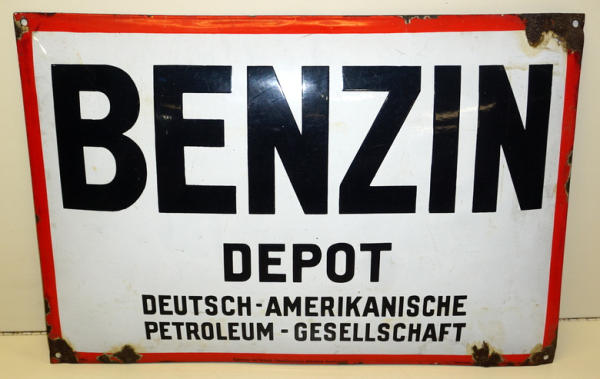 BENZIN
DEPOT
DEUTSCH-AMERIKANISCHE
PETROLEUM-GESELLSCHAFT